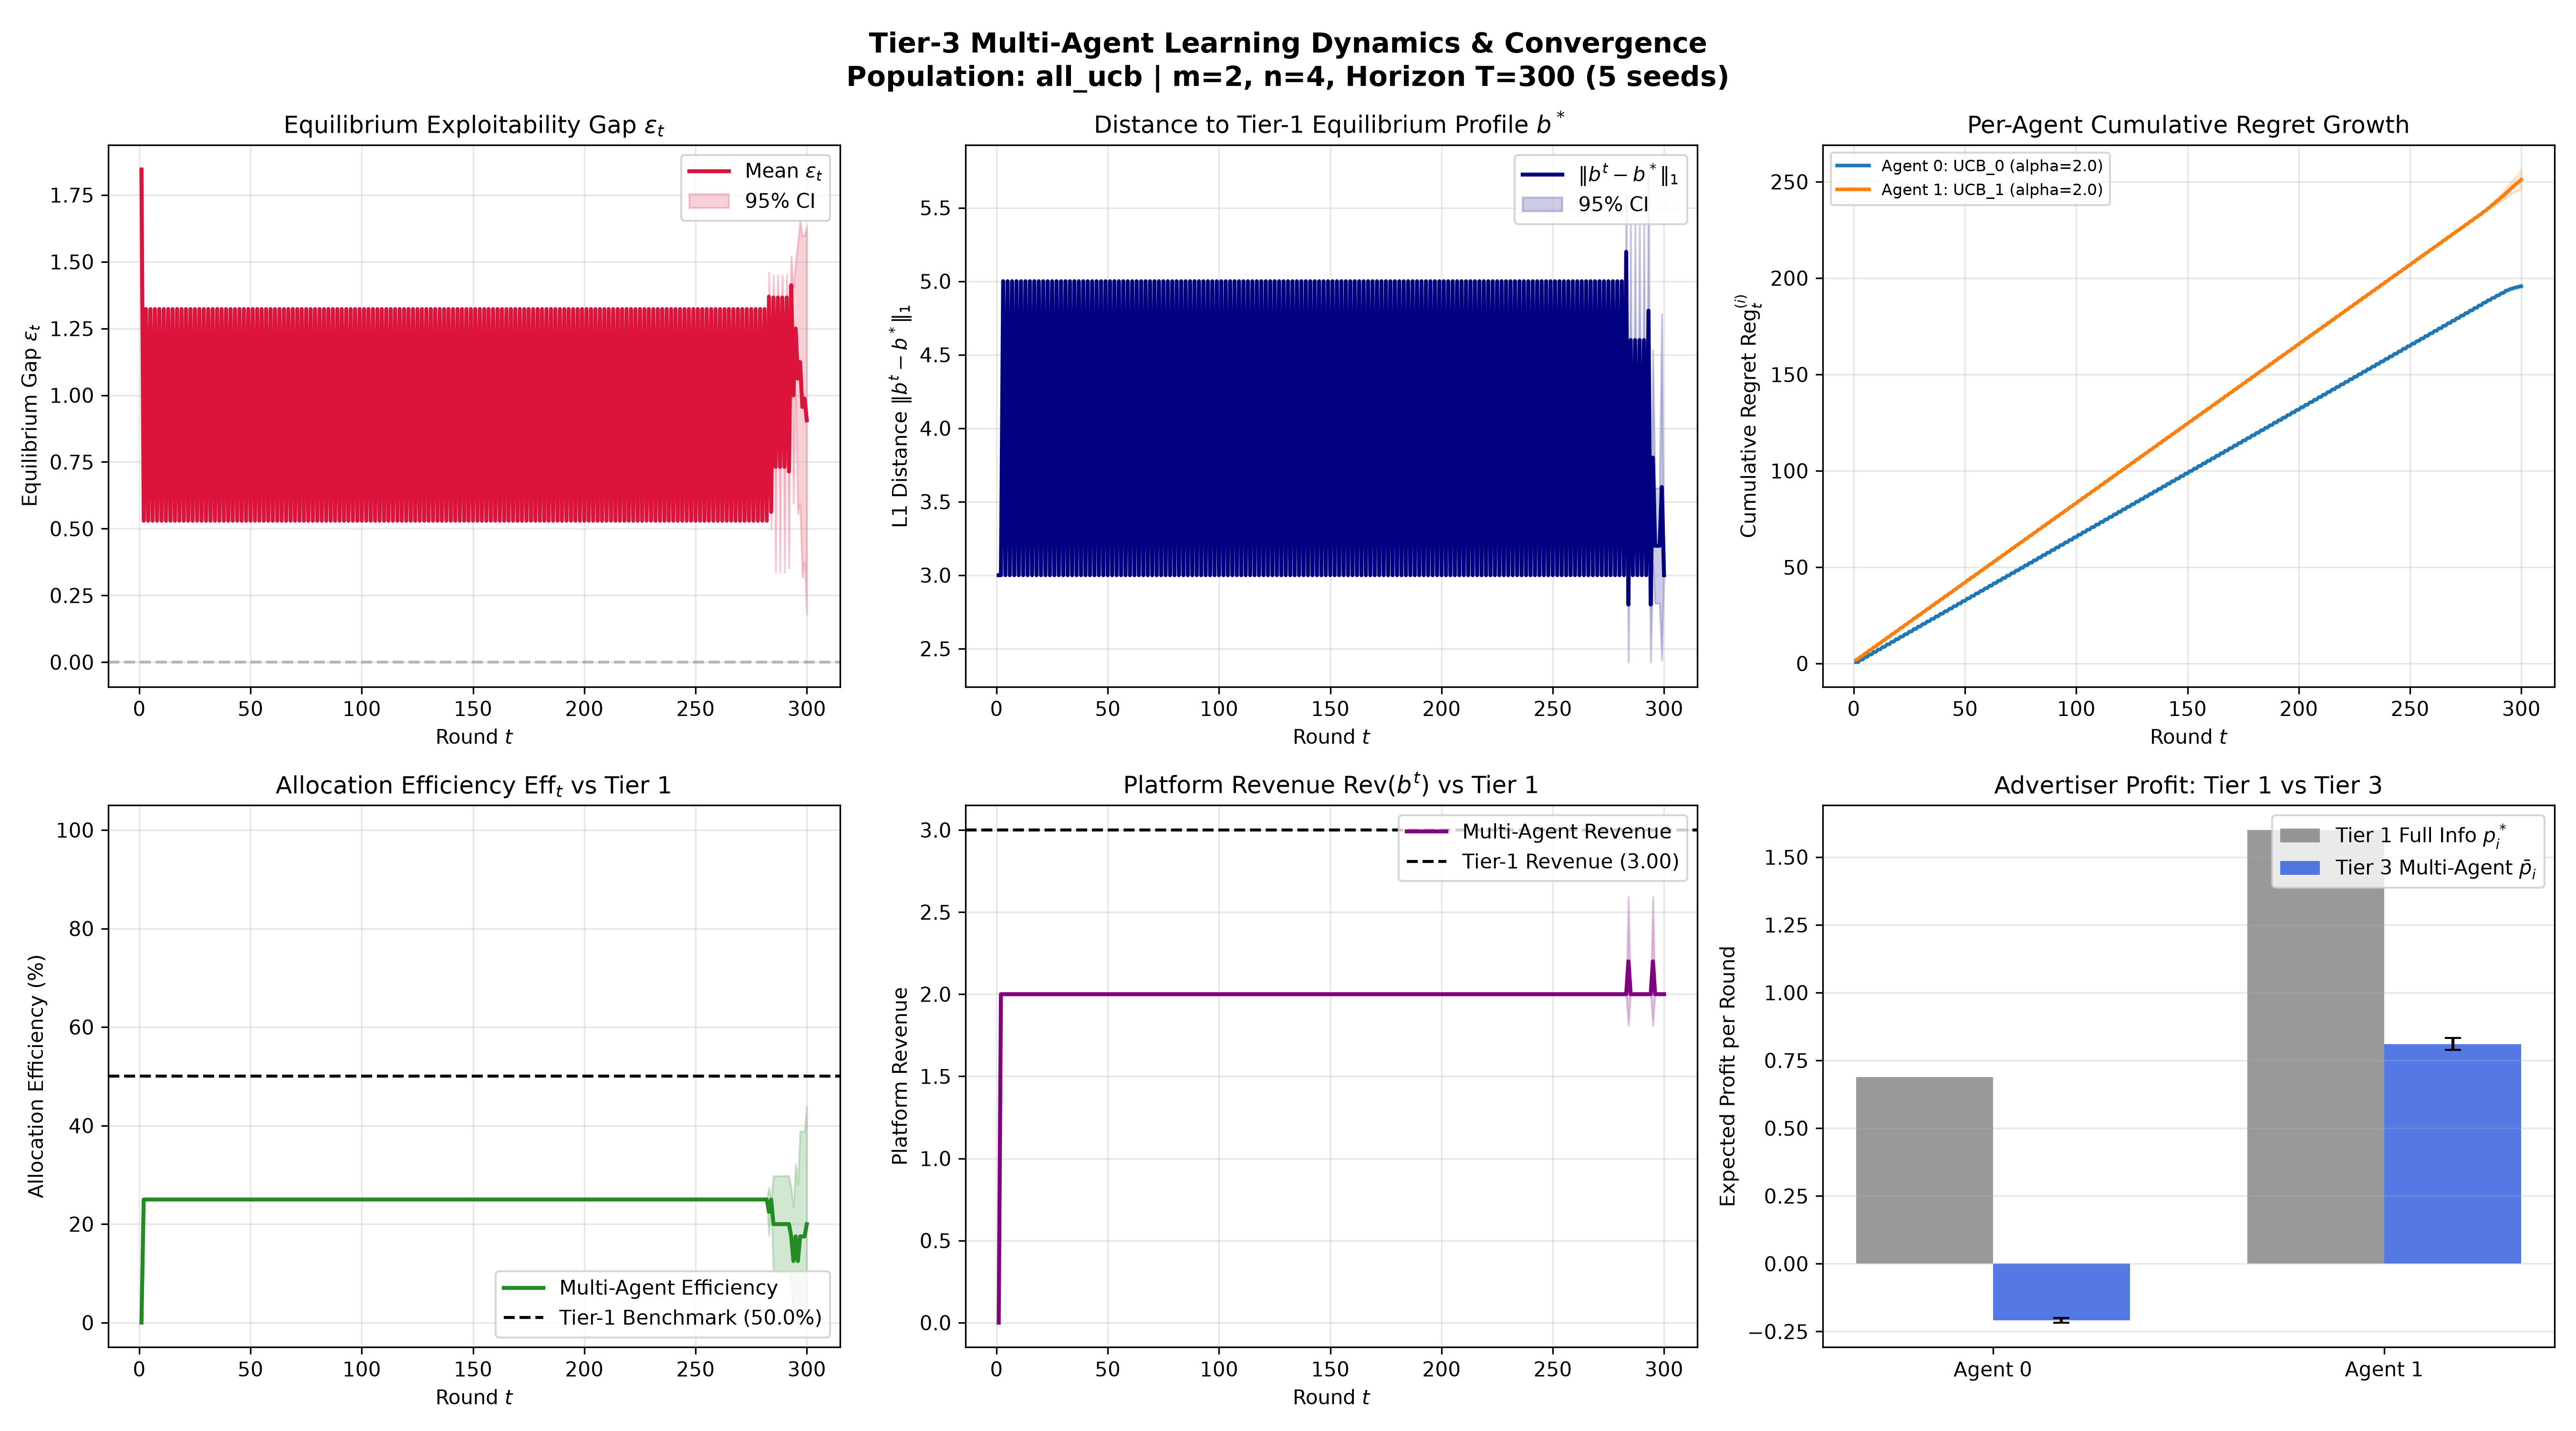 Tier-3 Multi-Agent Learning Dynamics & Convergence
Population: all_ucb | m=2, n=4, Horizon T=300 (5 seeds)
Equilibrium Exploitability Gap εₜ
Equilibrium Gap εₜ
1.75
1.50
1.25
1.00
0.75
0.50
0.25
0.00
Mean εₜ
95% CI
0 50 100 150 200 250 300
Round t
Distance to Tier-1 Equilibrium Profile b*
L1 Distance ‖bᵗ − b*‖₁
5.5
5.0
4.5
4.0
3.5
3.0
2.5
‖bᵗ − b*‖₁
95% CI
0 50 100 150 200 250 300
Round t
Per-Agent Cumulative Regret Growth
Cumulative Regret Regₜ⁽ⁱ⁾
250
200
150
100
50
0
Agent 0: UCB_0 (alpha=2.0)
Agent 1: UCB_1 (alpha=2.0)
0 50 100 150 200 250 300
Round t
Allocation Efficiency Effₜ vs Tier 1
Allocation Efficiency (%)
100
80
60
40
20
0
Multi-Agent Efficiency
Tier-1 Benchmark (50.0%)
0 50 100 150 200 250 300
Round t
Platform Revenue Rev(bᵗ) vs Tier 1
Platform Revenue
3.0
2.5
2.0
1.5
1.0
0.5
0.0
Multi-Agent Revenue
Tier-1 Revenue (3.00)
0 50 100 150 200 250 300
Round t
Advertiser Profit: Tier 1 vs Tier 3
Expected Profit per Round
1.50
1.25
1.00
0.75
0.50
0.25
0.00
−0.25
Tier 1 Full Info pᵢ*
Tier 3 Multi-Agent p̄ᵢ
Agent 0 Agent 1